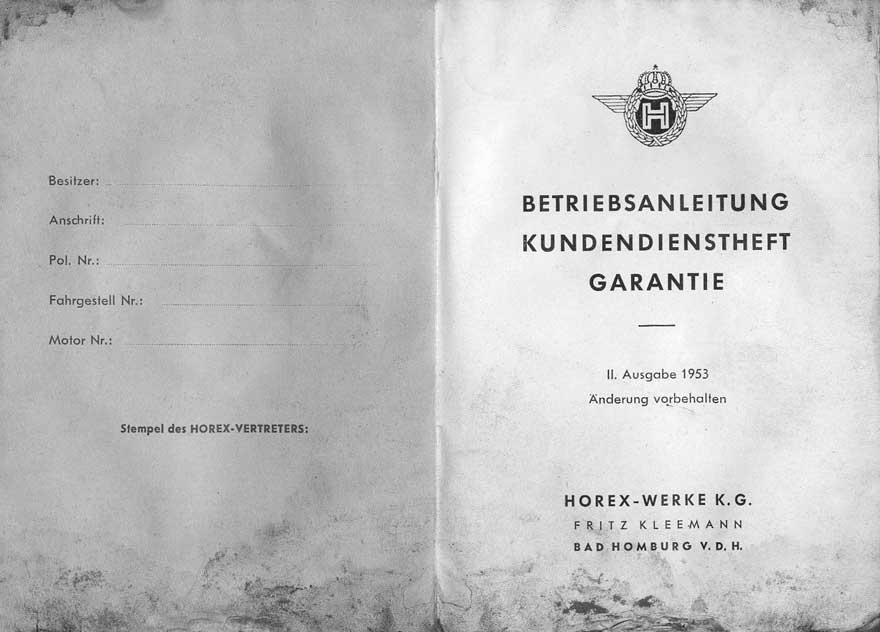 Besitzer:
Anschrift:
Pol. Nr.:
Fahrgestell Nr.:
Motor Nr.:
Stempel des HOREX-VERTRETERS:
H
BETRIEBSANLEITUNG
KUNDENDIENSTHEFT
GARANTIE
II. Ausgabe 1953
Änderung vorbehalten
HOREX-WERKE K.G.
FRITZ KLEEMANN
BAD HOMBURG V.D.H.